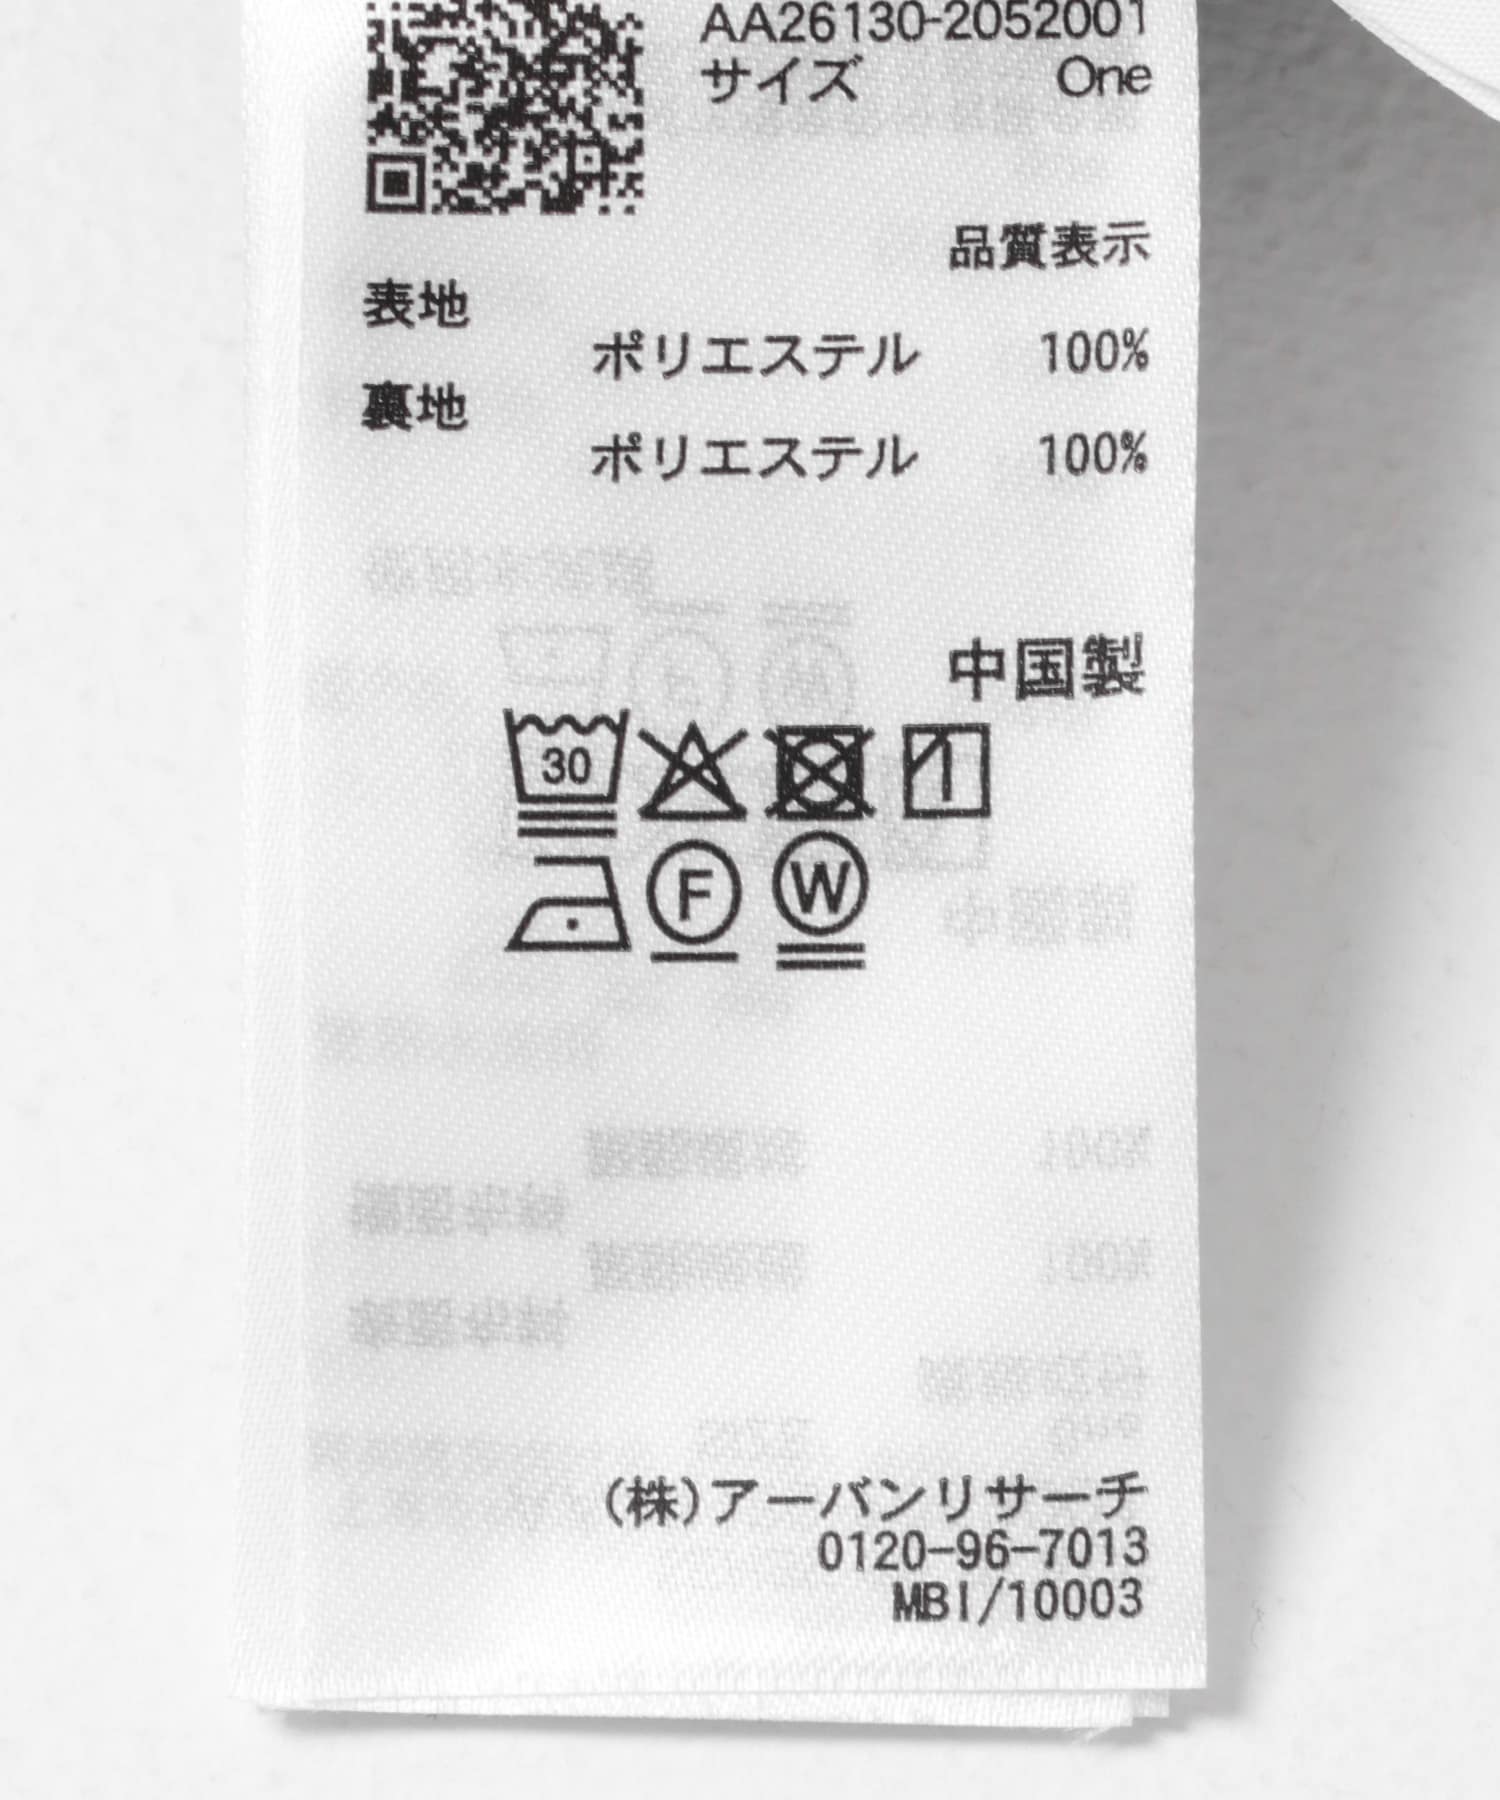 AA26130-2052001
サイズ One
品質表示
表地
ポリエステル 100%
裏地
ポリエステル 100%
中国製
30
F W
(株)アーバンリサーチ
0120-96-7013
MBI/10003